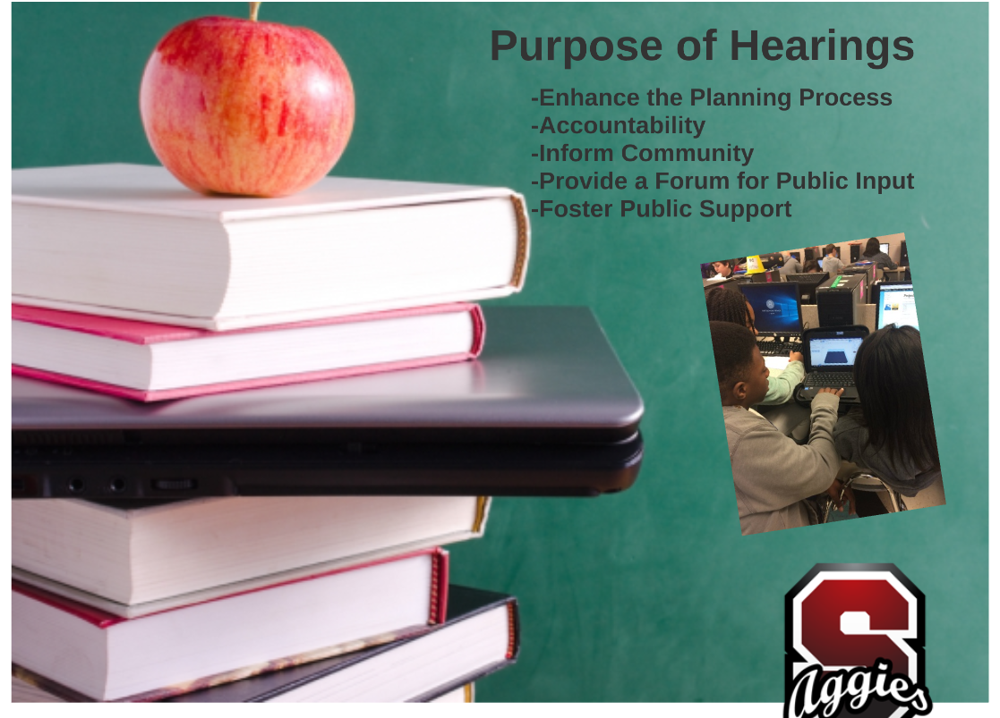 Purpose of Hearings
-Enhance the Planning Process
-Accountability
-Inform Community
-Provide a Forum for Public Input
-Foster Public Support
S
Aggies